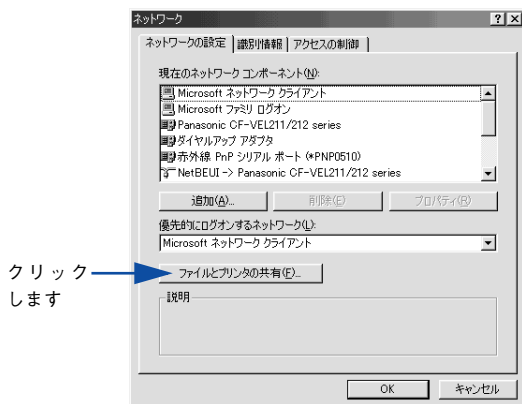 ネットワーク
ネットワークの設定 識別情報 アクセスの制御
現在のネットワーク コンポーネント(N):
Microsoft ネットワーク クライアント
Microsoft ファミリ ログオン
Panasonic CF-VEL211/212 series
ダイヤルアップ アダプタ
赤外線 PnP シリアル ポート (*PNP0510)
NetBEUI -> Panasonic CF-VEL211/212 series
追加(A)... 削除(E) プロパティ(R)
優先的にログオンするネットワーク(L):
Microsoft ネットワーク クライアント
クリック
します
ファイルとプリンタの共有(F)...
説明
OK キャンセル